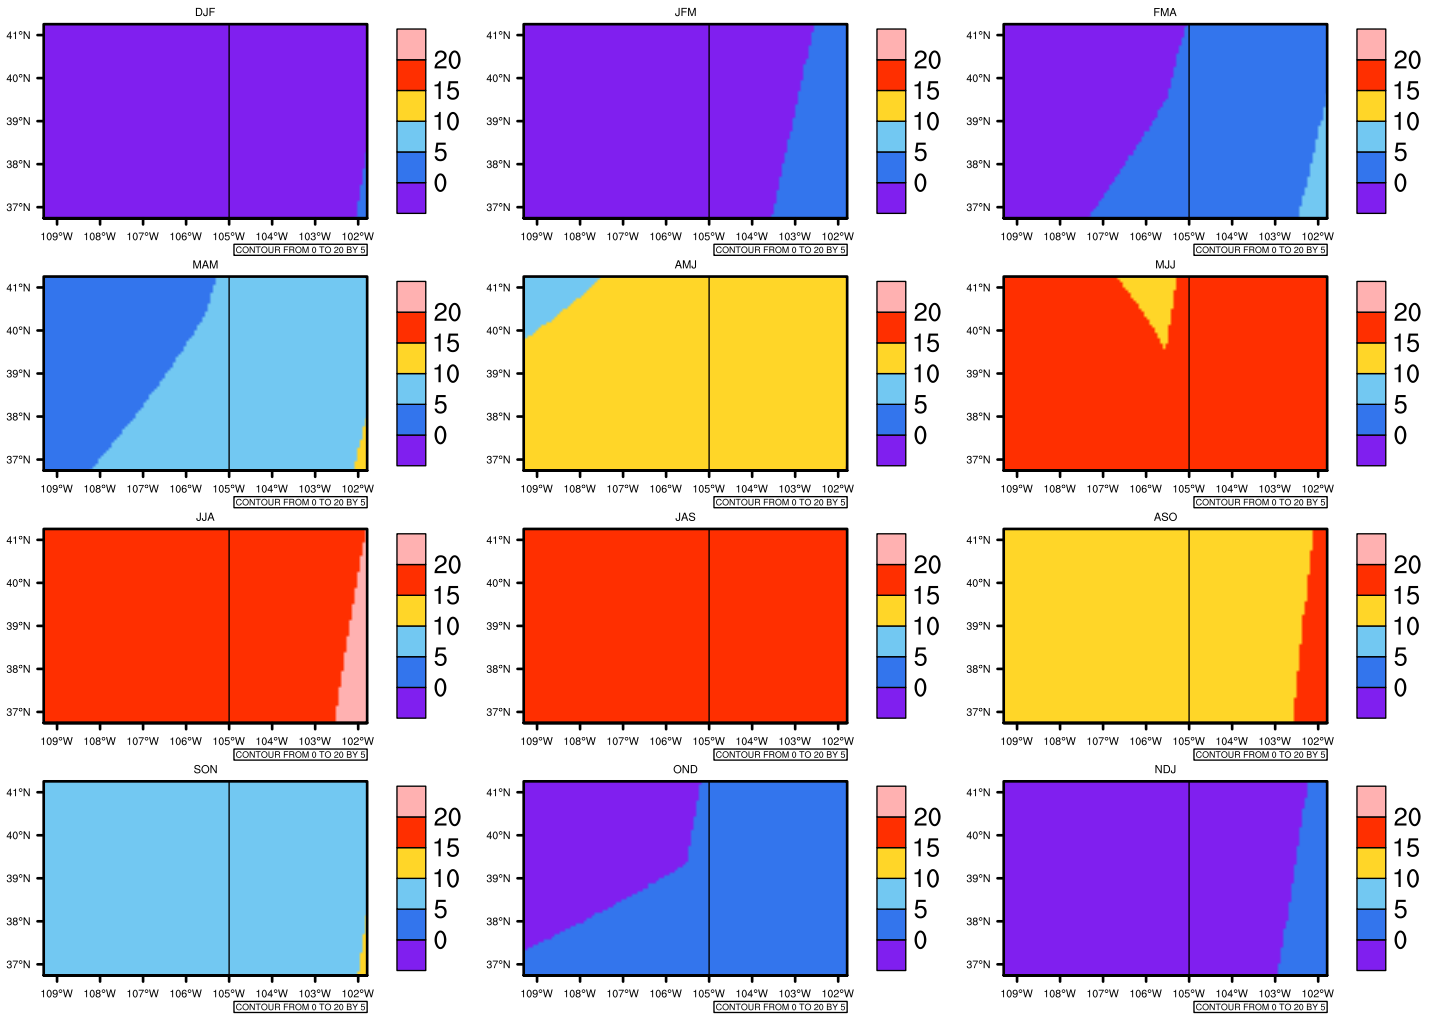 DJF JFM FMA
41°N 41°N 41°N
20 20 20
40°N 40°N 40°N
15 15 15
39°N 39°N 39°N
10 10 10
38°N 38°N 38°N
5 5 5
0 0 0
37°N 37°N 37°N
109°W 108°W 107°W 106°W 105°W 104°W 103°W 102°W 109°W 108°W 107°W 106°W 105°W 104°W 103°W 102°W 109°W 108°W 107°W 106°W 105°W 104°W 103°W 102°W
CONTOUR FROM 0 TO 20 BY 5 CONTOUR FROM 0 TO 20 BY 5 CONTOUR FROM 0 TO 20 BY 5
MAM AMJ MJJ
41°N 41°N 41°N
20 20 20
40°N 40°N 40°N
15 15 15
39°N 39°N 39°N
10 10 10
38°N 38°N 38°N
5 5 5
0 0 0
37°N 37°N 37°N
109°W 108°W 107°W 106°W 105°W 104°W 103°W 102°W 109°W 108°W 107°W 106°W 105°W 104°W 103°W 102°W 109°W 108°W 107°W 106°W 105°W 104°W 103°W 102°W
CONTOUR FROM 0 TO 20 BY 5 CONTOUR FROM 0 TO 20 BY 5 CONTOUR FROM 0 TO 20 BY 5
JJA JAS ASO
41°N 41°N 41°N
20 20 20
40°N 40°N 40°N
15 15 15
39°N 39°N 39°N
10 10 10
38°N 38°N 38°N
5 5 5
0 0 0
37°N 37°N 37°N
109°W 108°W 107°W 106°W 105°W 104°W 103°W 102°W 109°W 108°W 107°W 106°W 105°W 104°W 103°W 102°W 109°W 108°W 107°W 106°W 105°W 104°W 103°W 102°W
CONTOUR FROM 0 TO 20 BY 5 CONTOUR FROM 0 TO 20 BY 5 CONTOUR FROM 0 TO 20 BY 5
SON OND NDJ
41°N 41°N 41°N
20 20 20
40°N 40°N 40°N
15 15 15
39°N 39°N 39°N
10 10 10
38°N 38°N 38°N
5 5 5
0 0 0
37°N 37°N 37°N
109°W 108°W 107°W 106°W 105°W 104°W 103°W 102°W 109°W 108°W 107°W 106°W 105°W 104°W 103°W 102°W 109°W 108°W 107°W 106°W 105°W 104°W 103°W 102°W
CONTOUR FROM 0 TO 20 BY 5 CONTOUR FROM 0 TO 20 BY 5 CONTOUR FROM 0 TO 20 BY 5